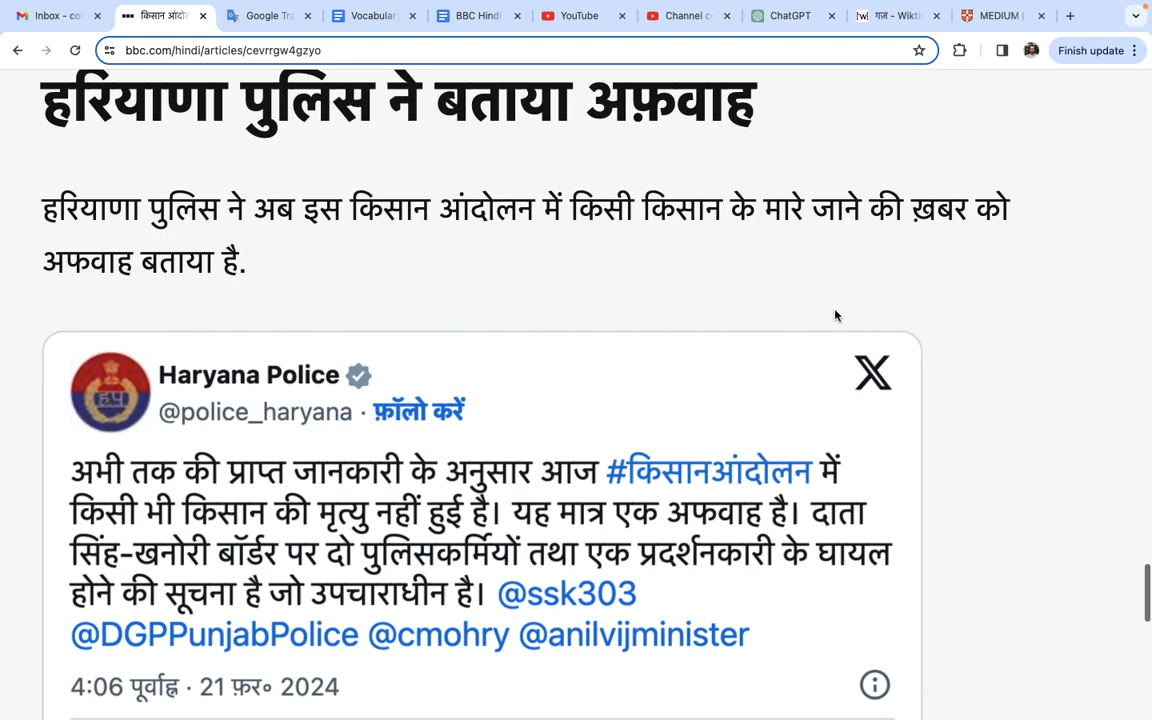 Inbox - co
किसान आंदो
Google Tra
Vocabular
BBC Hindi
YouTube
Channel c
ChatGPT
गज़ - Wikti
MEDIUM
bbc.com/hindi/articles/cevrrgw4gzyo
Finish update
हरियाणा पुलिस ने बताया अफ़वाह
हरियाणा पुलिस ने अब इस किसान आंदोलन में किसी किसान के मारे जाने की ख़बर को
अफवाह बताया है.
Haryana Police
@police_haryana · फ़ॉलो करें
अभी तक की प्राप्त जानकारी के अनुसार आज #किसानआंदोलन में
किसी भी किसान की मृत्यु नहीं हुई है। यह मात्र एक अफवाह है। दाता
सिंह-खनोरी बॉर्डर पर दो पुलिसकर्मियों तथा एक प्रदर्शनकारी के घायल
होने की सूचना है जो उपचाराधीन है। @ssk303
@DGPPunjabPolice @cmohry @anilvijminister
4:06 पूर्वाह्न · 21 फ़र॰ 2024